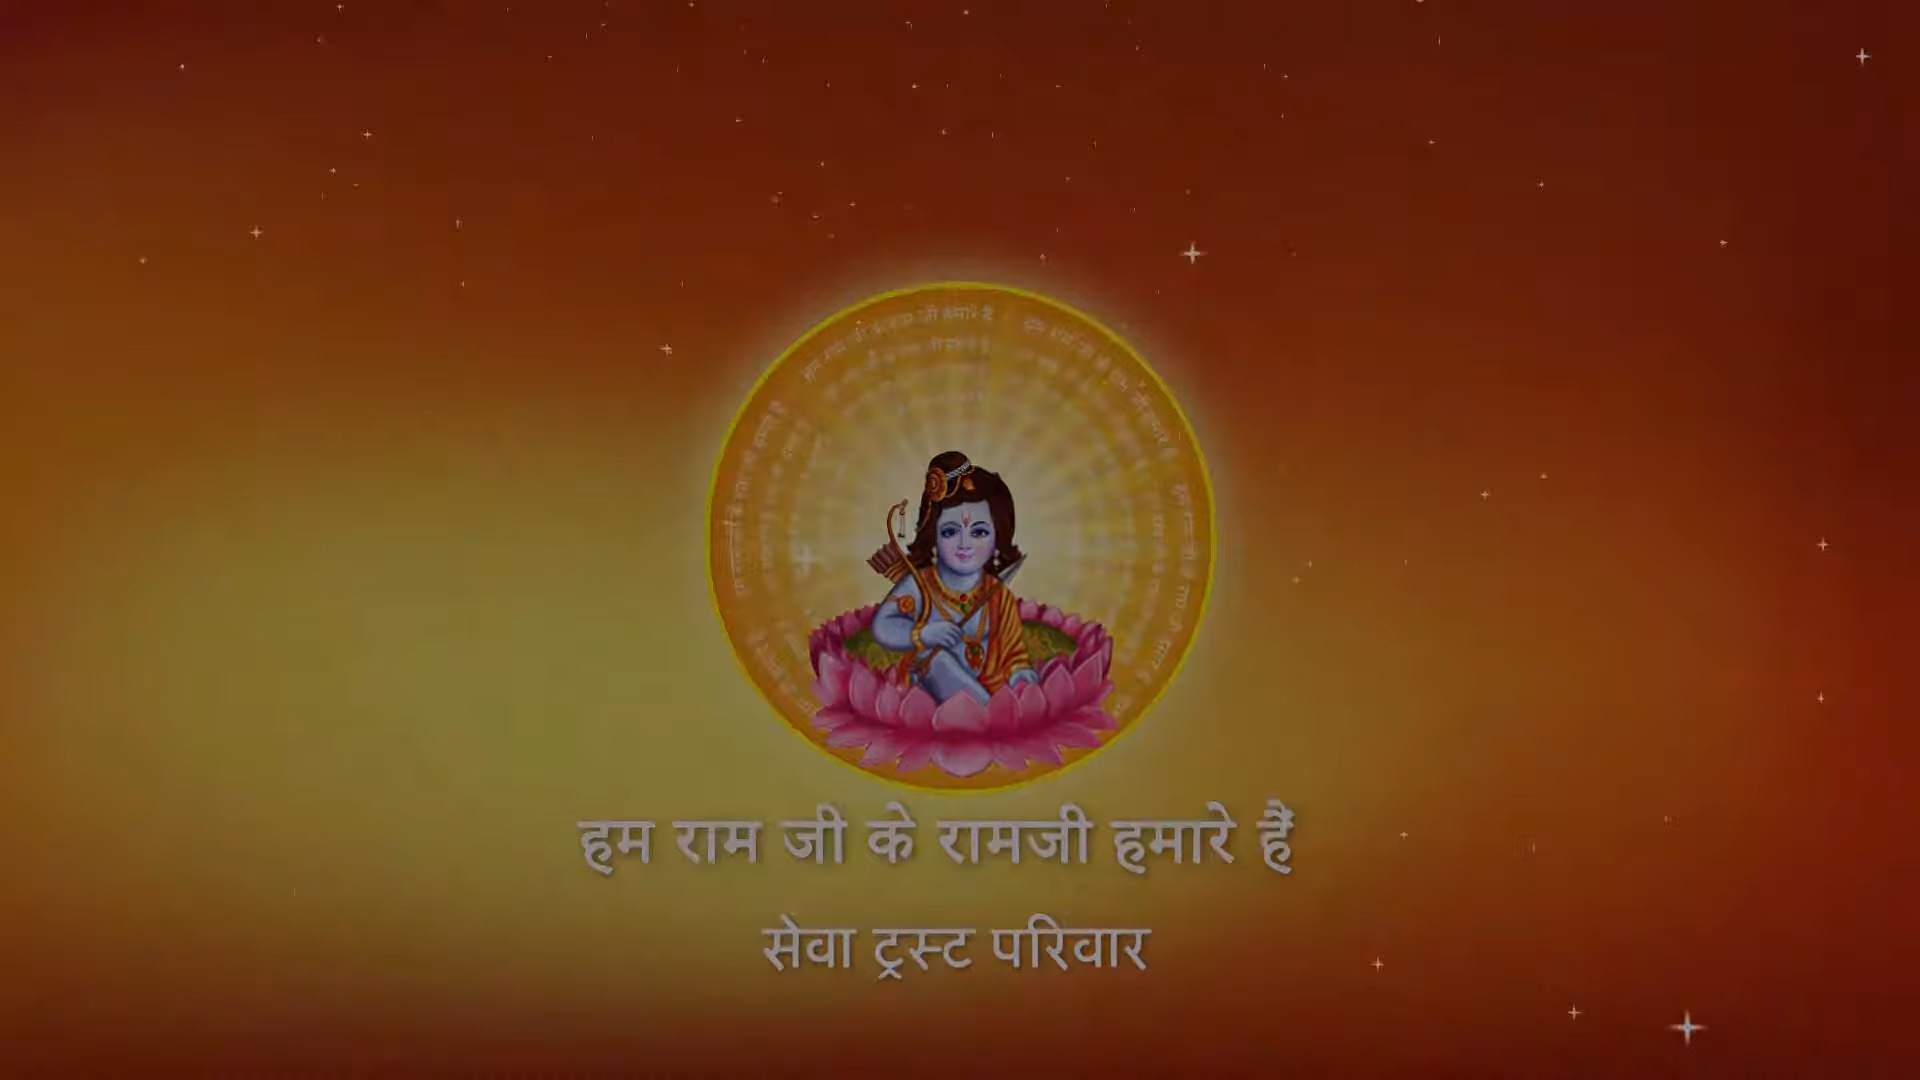 हम राम जी के रामजी हमारे हैं
सेवा ट्रस्ट परिवार